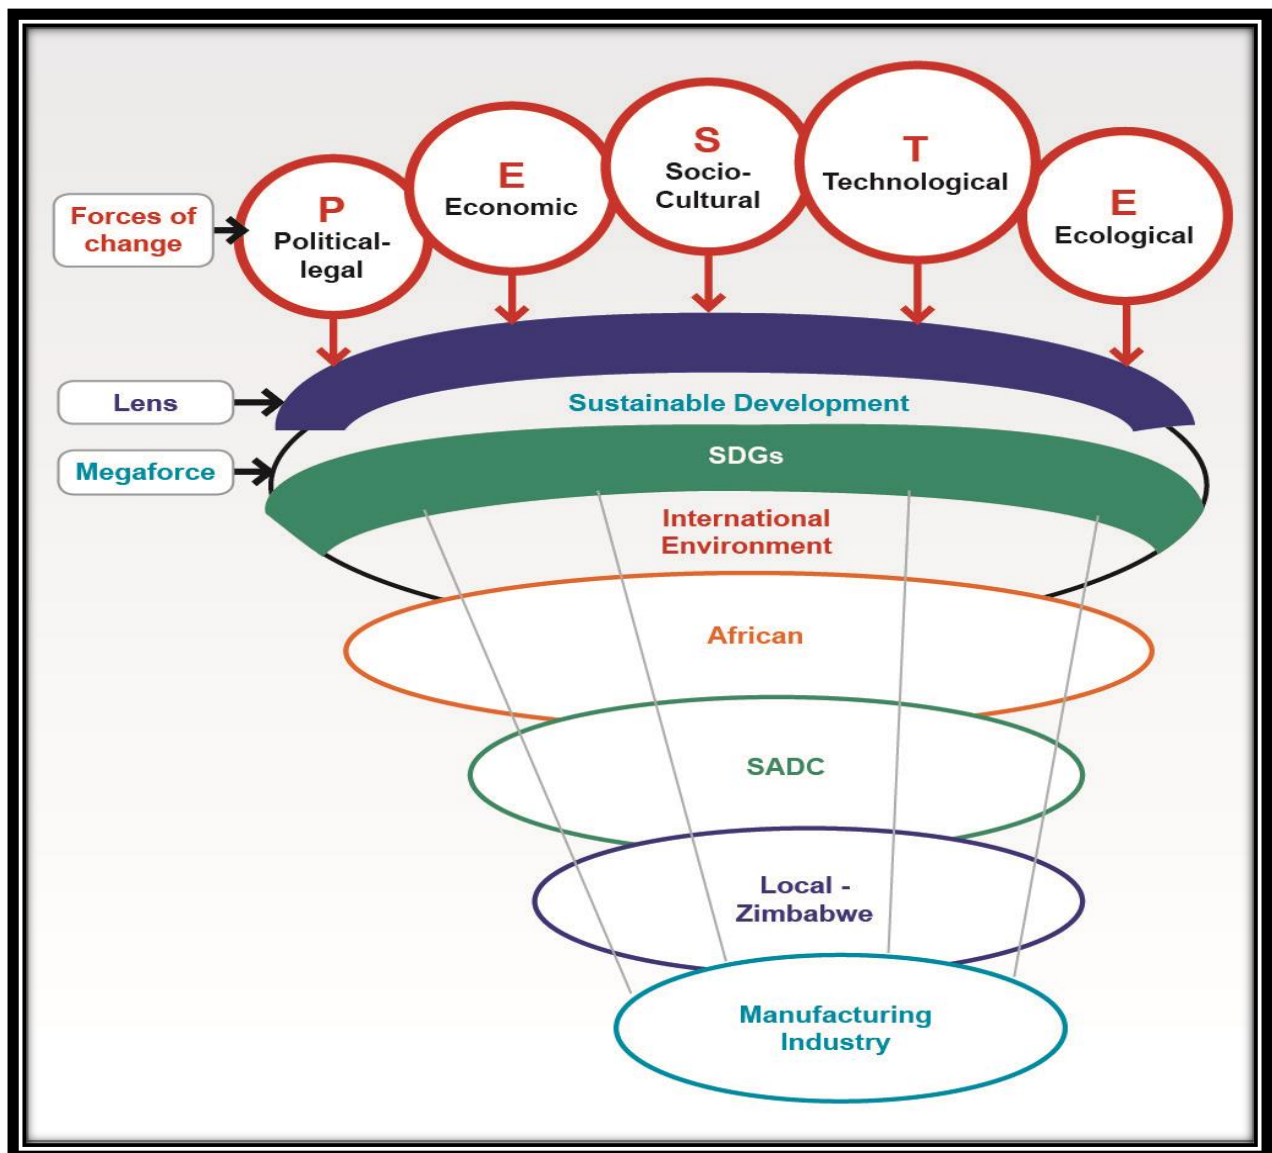 P
Political-
legal
E
Economic
S
Socio-
Cultural
T
Technological
E
Ecological
Forces of
change
Lens
Sustainable Development
Megaforce
SDGs
International
Environment
African
SADC
Local -
Zimbabwe
Manufacturing
Industry